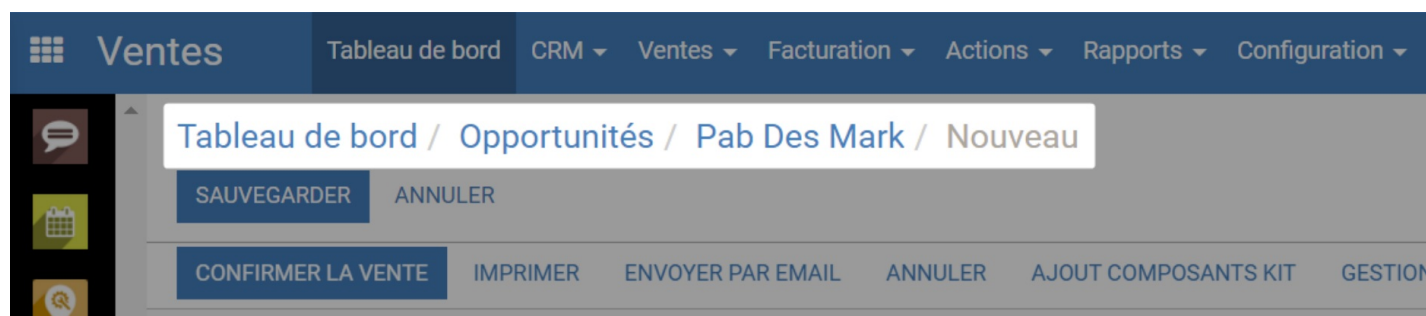 Ventes Tableau de bord CRM Ventes Facturation Actions Rapports Configuration
Tableau de bord / Opportunités / Pab Des Mark / Nouveau
SAUVEGARDER ANNULER
CONFIRMER LA VENTE IMPRIMER ENVOYER PAR EMAIL ANNULER AJOUT COMPOSANTS KIT GESTION